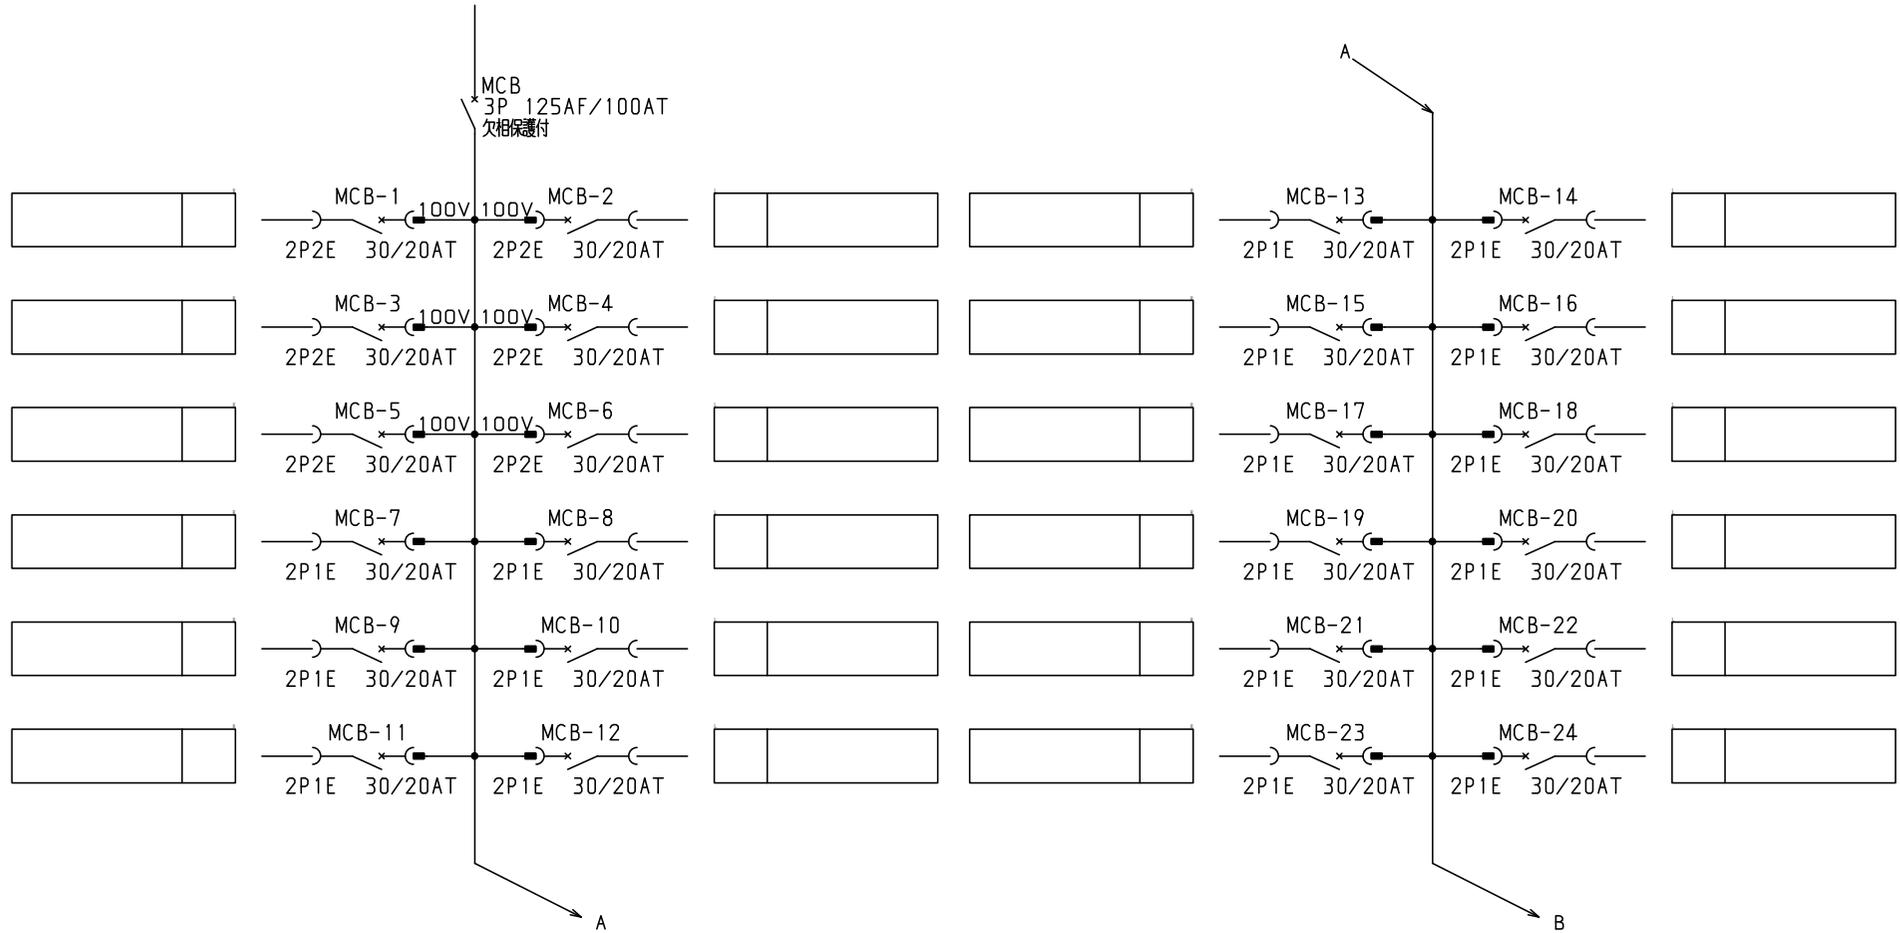 MCB
3P 125AF/100AT
欠相保護付
A
MCB-1 100V 100V MCB-2
2P2E 30/20AT 2P2E 30/20AT
MCB-3 100V 100V MCB-4
2P2E 30/20AT 2P2E 30/20AT
MCB-5 100V 100V MCB-6
2P2E 30/20AT 2P2E 30/20AT
MCB-7 MCB-8
2P1E 30/20AT 2P1E 30/20AT
MCB-9 MCB-10
2P1E 30/20AT 2P1E 30/20AT
MCB-11 MCB-12
2P1E 30/20AT 2P1E 30/20AT
A
MCB-13 MCB-14
2P1E 30/20AT 2P1E 30/20AT
MCB-15 MCB-16
2P1E 30/20AT 2P1E 30/20AT
MCB-17 MCB-18
2P1E 30/20AT 2P1E 30/20AT
MCB-19 MCB-20
2P1E 30/20AT 2P1E 30/20AT
MCB-21 MCB-22
2P1E 30/20AT 2P1E 30/20AT
MCB-23 MCB-24
2P1E 30/20AT 2P1E 30/20AT
B